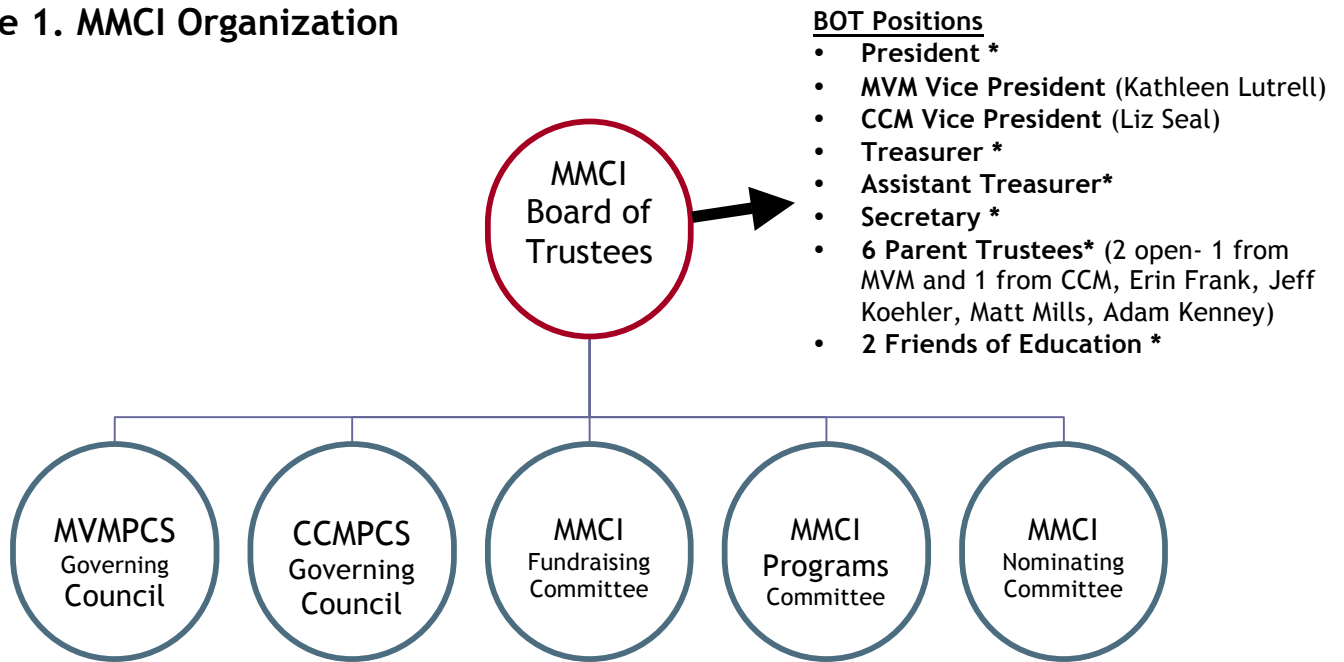 e 1. MMCI Organization
BOT Positions
• President *
• MVM Vice President (Kathleen Lutrell)
• CCM Vice President (Liz Seal)
• Treasurer *
• Assistant Treasurer*
• Secretary *
• 6 Parent Trustees* (2 open- 1 from
MVM and 1 from CCM, Erin Frank, Jeff
Koehler, Matt Mills, Adam Kenney)
• 2 Friends of Education *
MMCI
Board of
Trustees
MVMPCS
Governing
Council
CCMPCS
Governing
Council
MMCI
Fundraising
Committee
MMCI
Programs
Committee
MMCI
Nominating
Committee